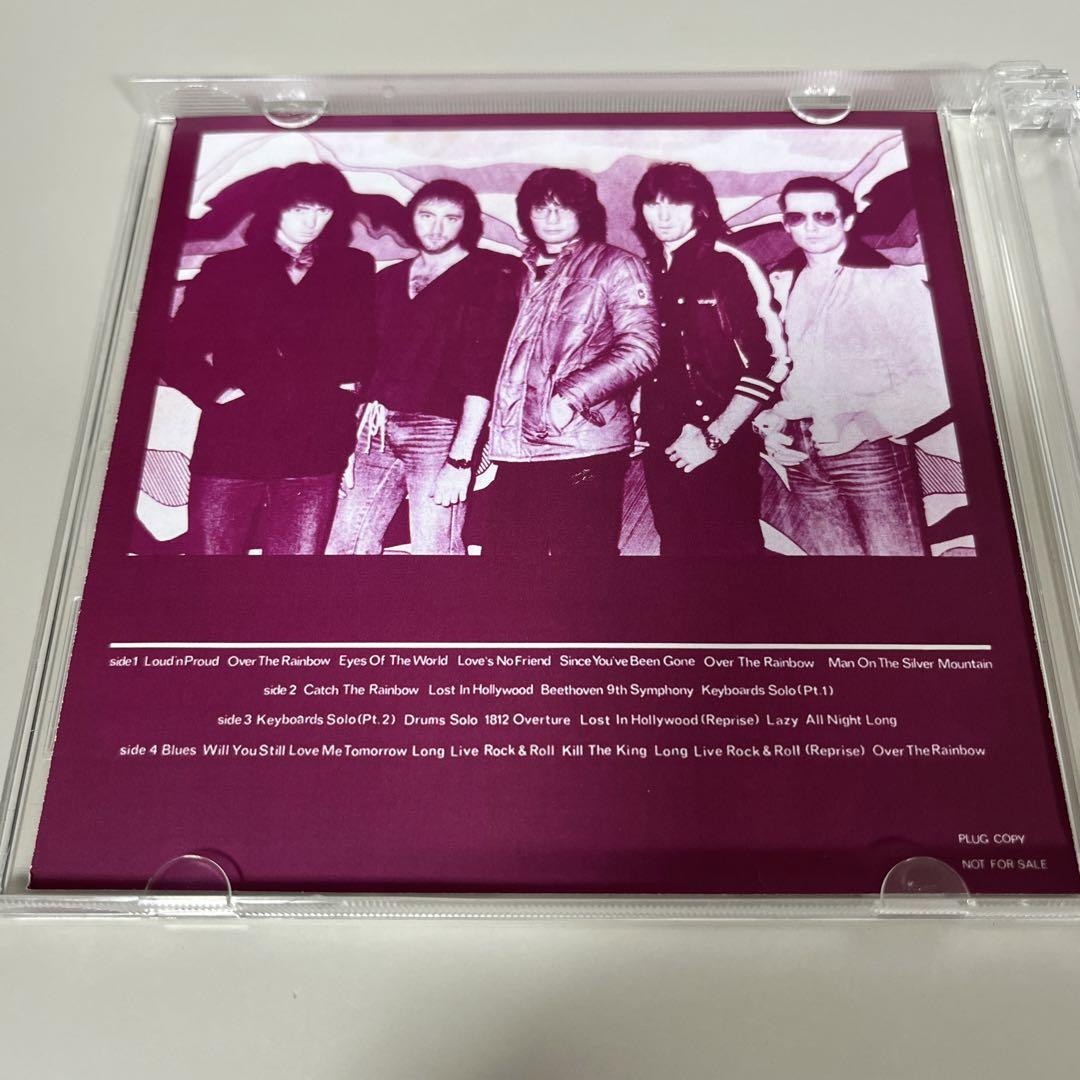 side1 Loud'n Proud Over The Rainbow Eyes Of The World Love's No Friend Since You've Been Gone Over The Rainbow Man On The Silver Mountain
side 2 Catch The Rainbow Lost In Hollywood Beethoven 9th Symphony Keyboards Solo(Pt.1)
side 3 Keyboards Solo(Pt.2) Drums Solo 1812 Overture Lost In Hollywood(Reprise) Lazy All Night Long
side 4 Blues Will You Still Love Me Tomorrow Long Live Rock & Roll Kill The King Long Live Rock & Roll (Reprise) Over The Rainbow
PLUG COPY
NOT FOR SALE